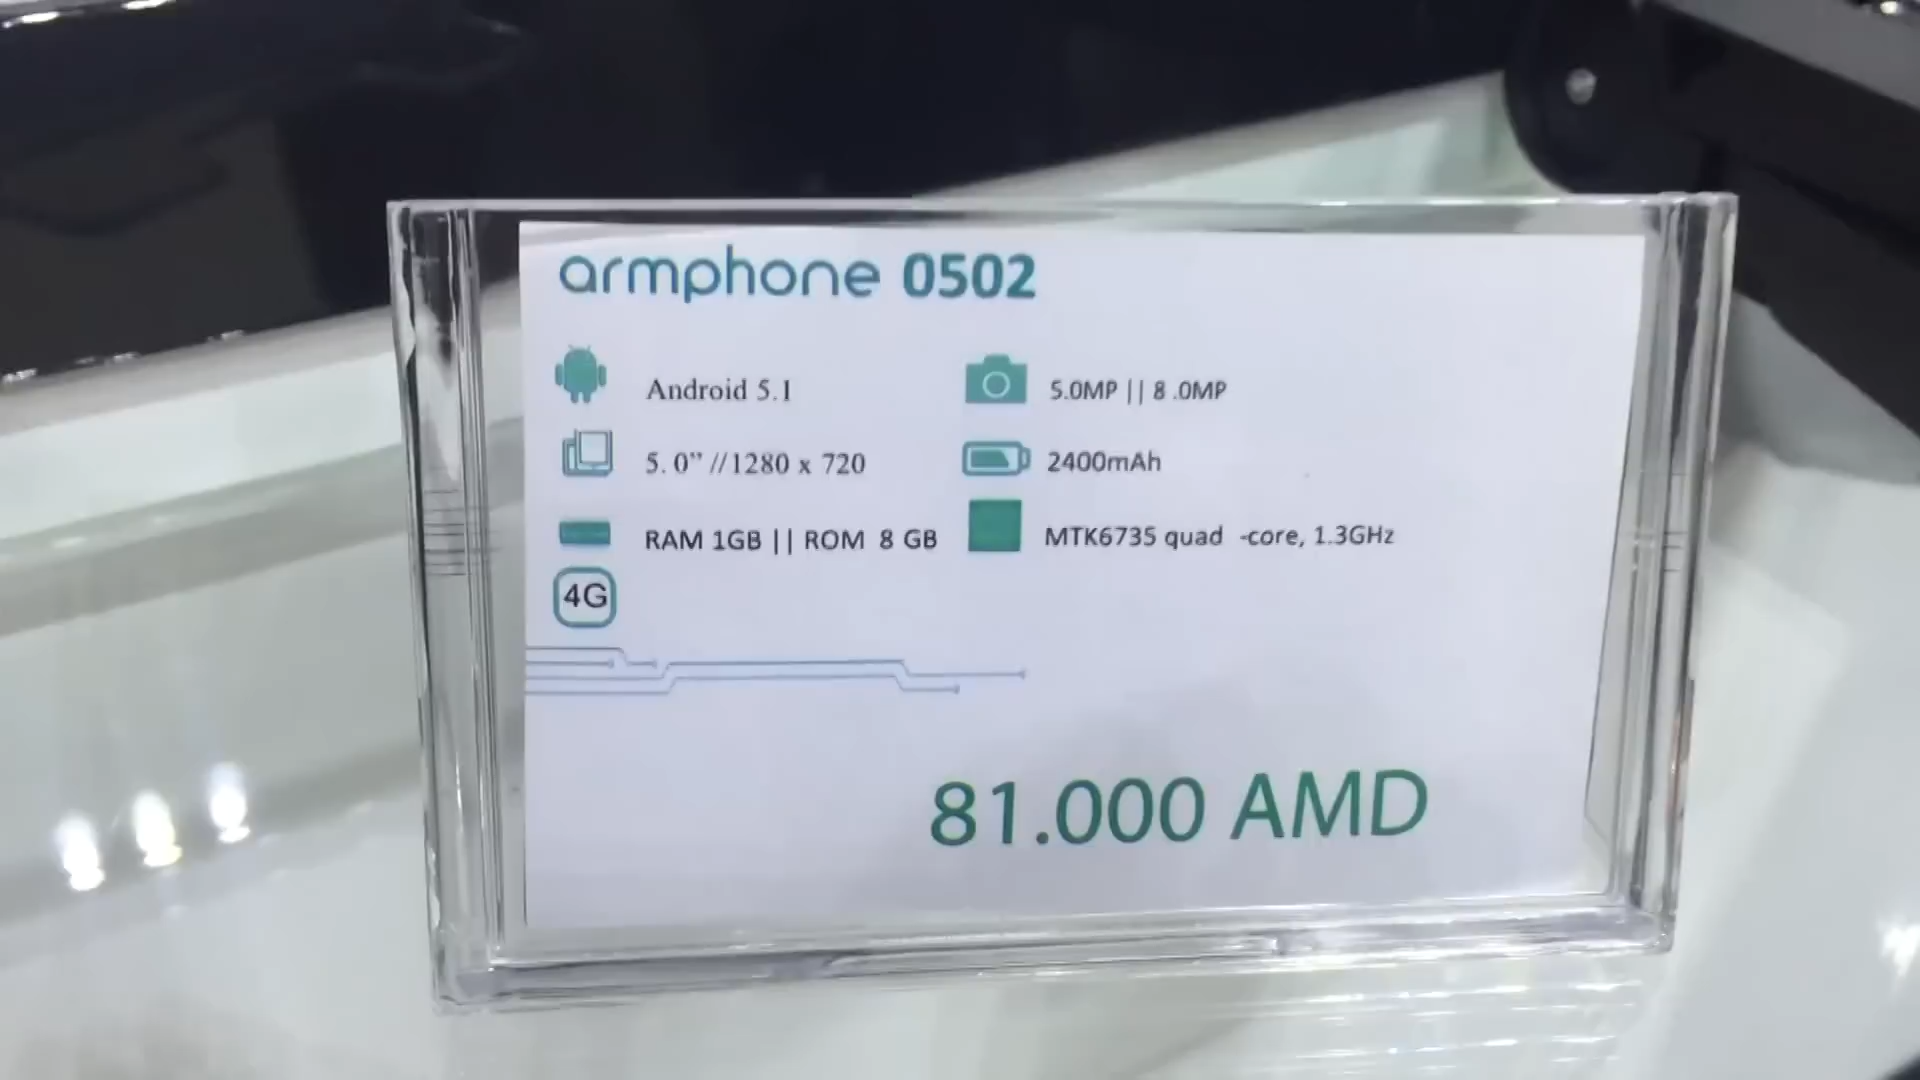 armphone 0502
Android 5.1
5.0MP || 8 .0MP
5. 0” //1280 x 720
2400mAh
RAM 1GB || ROM 8 GB
MTK6735 quad -core, 1.3GHz
4G
81.000 AMD